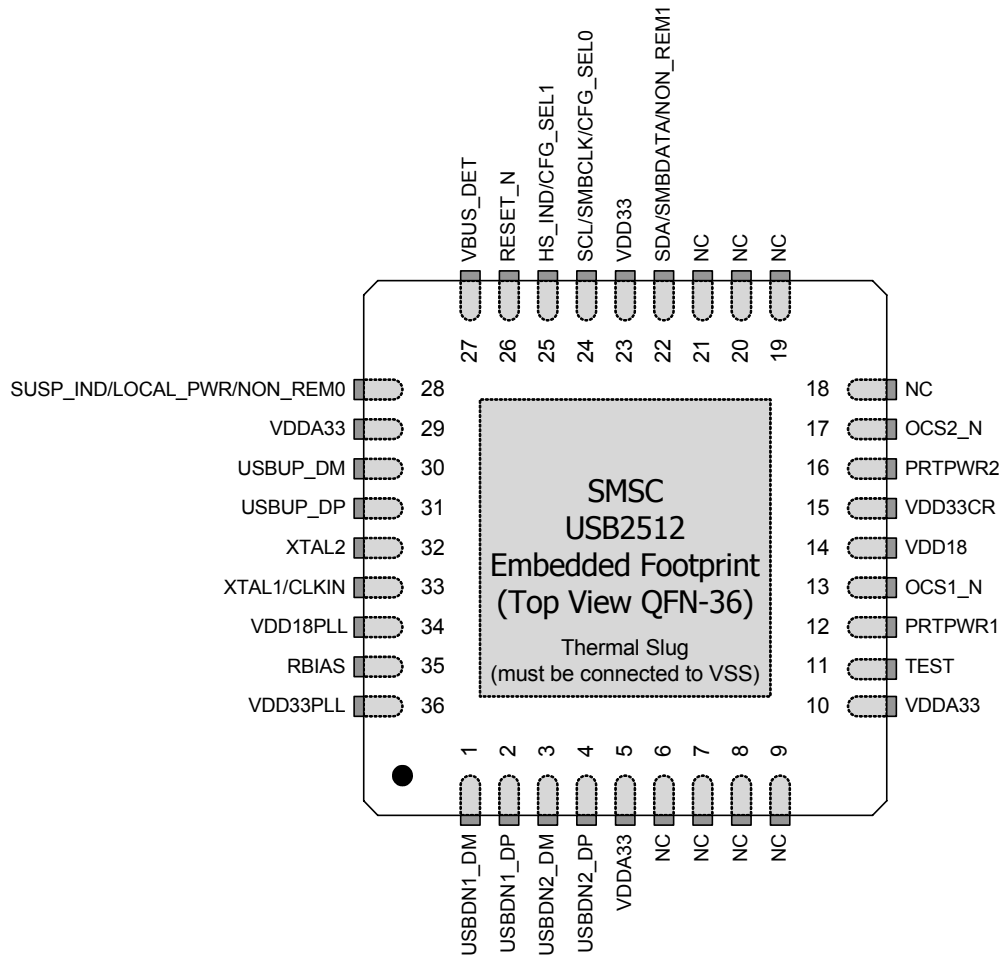 VBUS_DET
RESET_N
HS_IND/CFG_SEL1
SCL/SMBCLK/CFG_SEL0
VDD33
SDA/SMBDATA/NON_REM1
NC
NC
NC
27
26
25
24
23
22
21
20
19
SUSP_IND/LOCAL_PWR/NON_REM0 28
VDDA33 29
USBUP_DM 30
USBUP_DP 31
XTAL2 32
XTAL1/CLKIN 33
VDD18PLL 34
RBIAS 35
VDD33PLL 36
SMSC
USB2512
Embedded Footprint
(Top View QFN-36)
Thermal Slug
(must be connected to VSS)
18 NC
17 OCS2_N
16 PRTPWR2
15 VDD33CR
14 VDD18
13 OCS1_N
12 PRTPWR1
11 TEST
10 VDDA33
1
2
3
4
5
6
7
8
9
USBDN1_DM
USBDN1_DP
USBDN2_DM
USBDN2_DP
VDDA33
NC
NC
NC
NC